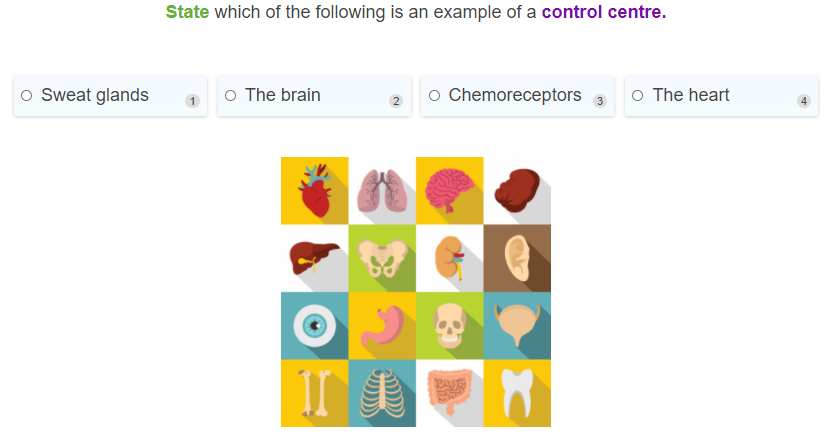 State which of the following is an example of a control centre.
Sweat glands 1 The brain 2 Chemoreceptors 3 The heart 4